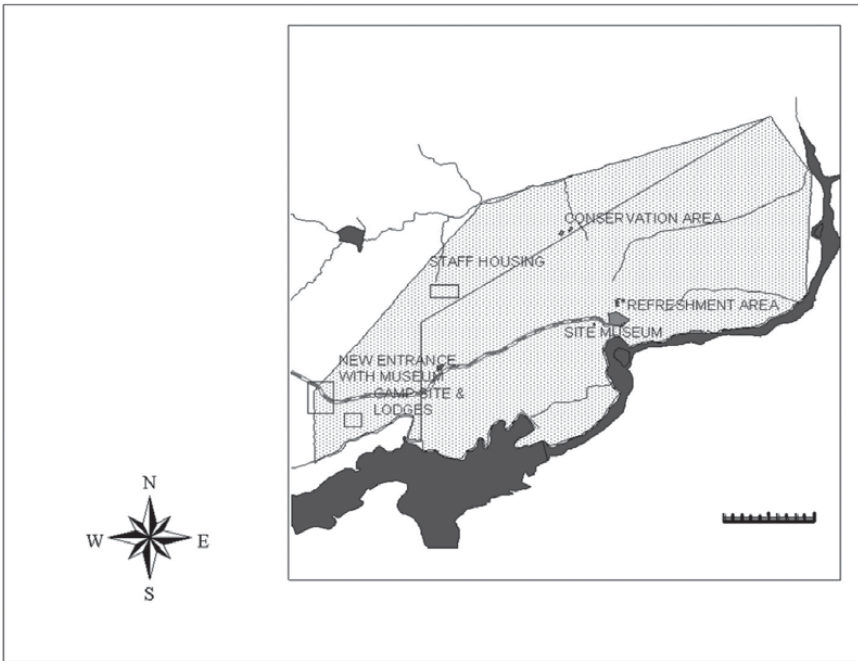 CONSERVATION AREA
STAFF HOUSING
REFRESHMENT AREA
SITE MUSEUM
NEW ENTRANCE
WITH MUSEUM
CAMP SITE &
LODGES
N
W E
S